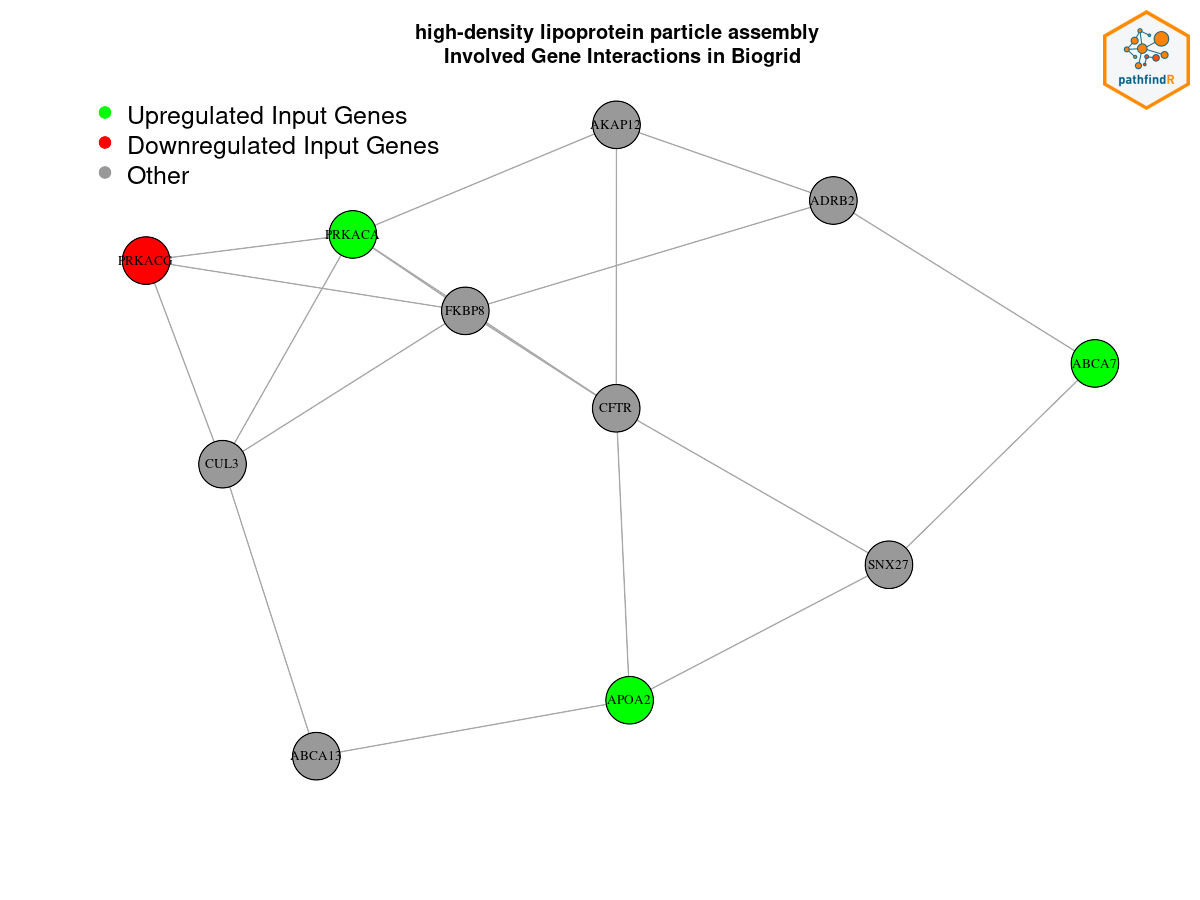 high-density lipoprotein particle assembly
Involved Gene Interactions in Biogrid
pathfindR
Upregulated Input Genes
Downregulated Input Genes
Other
AKAP12
ADRB2
PRKACA
PRKACG
FKBP8
ABCA7
CFTR
CUL3
SNX27
APOA2
ABCA13